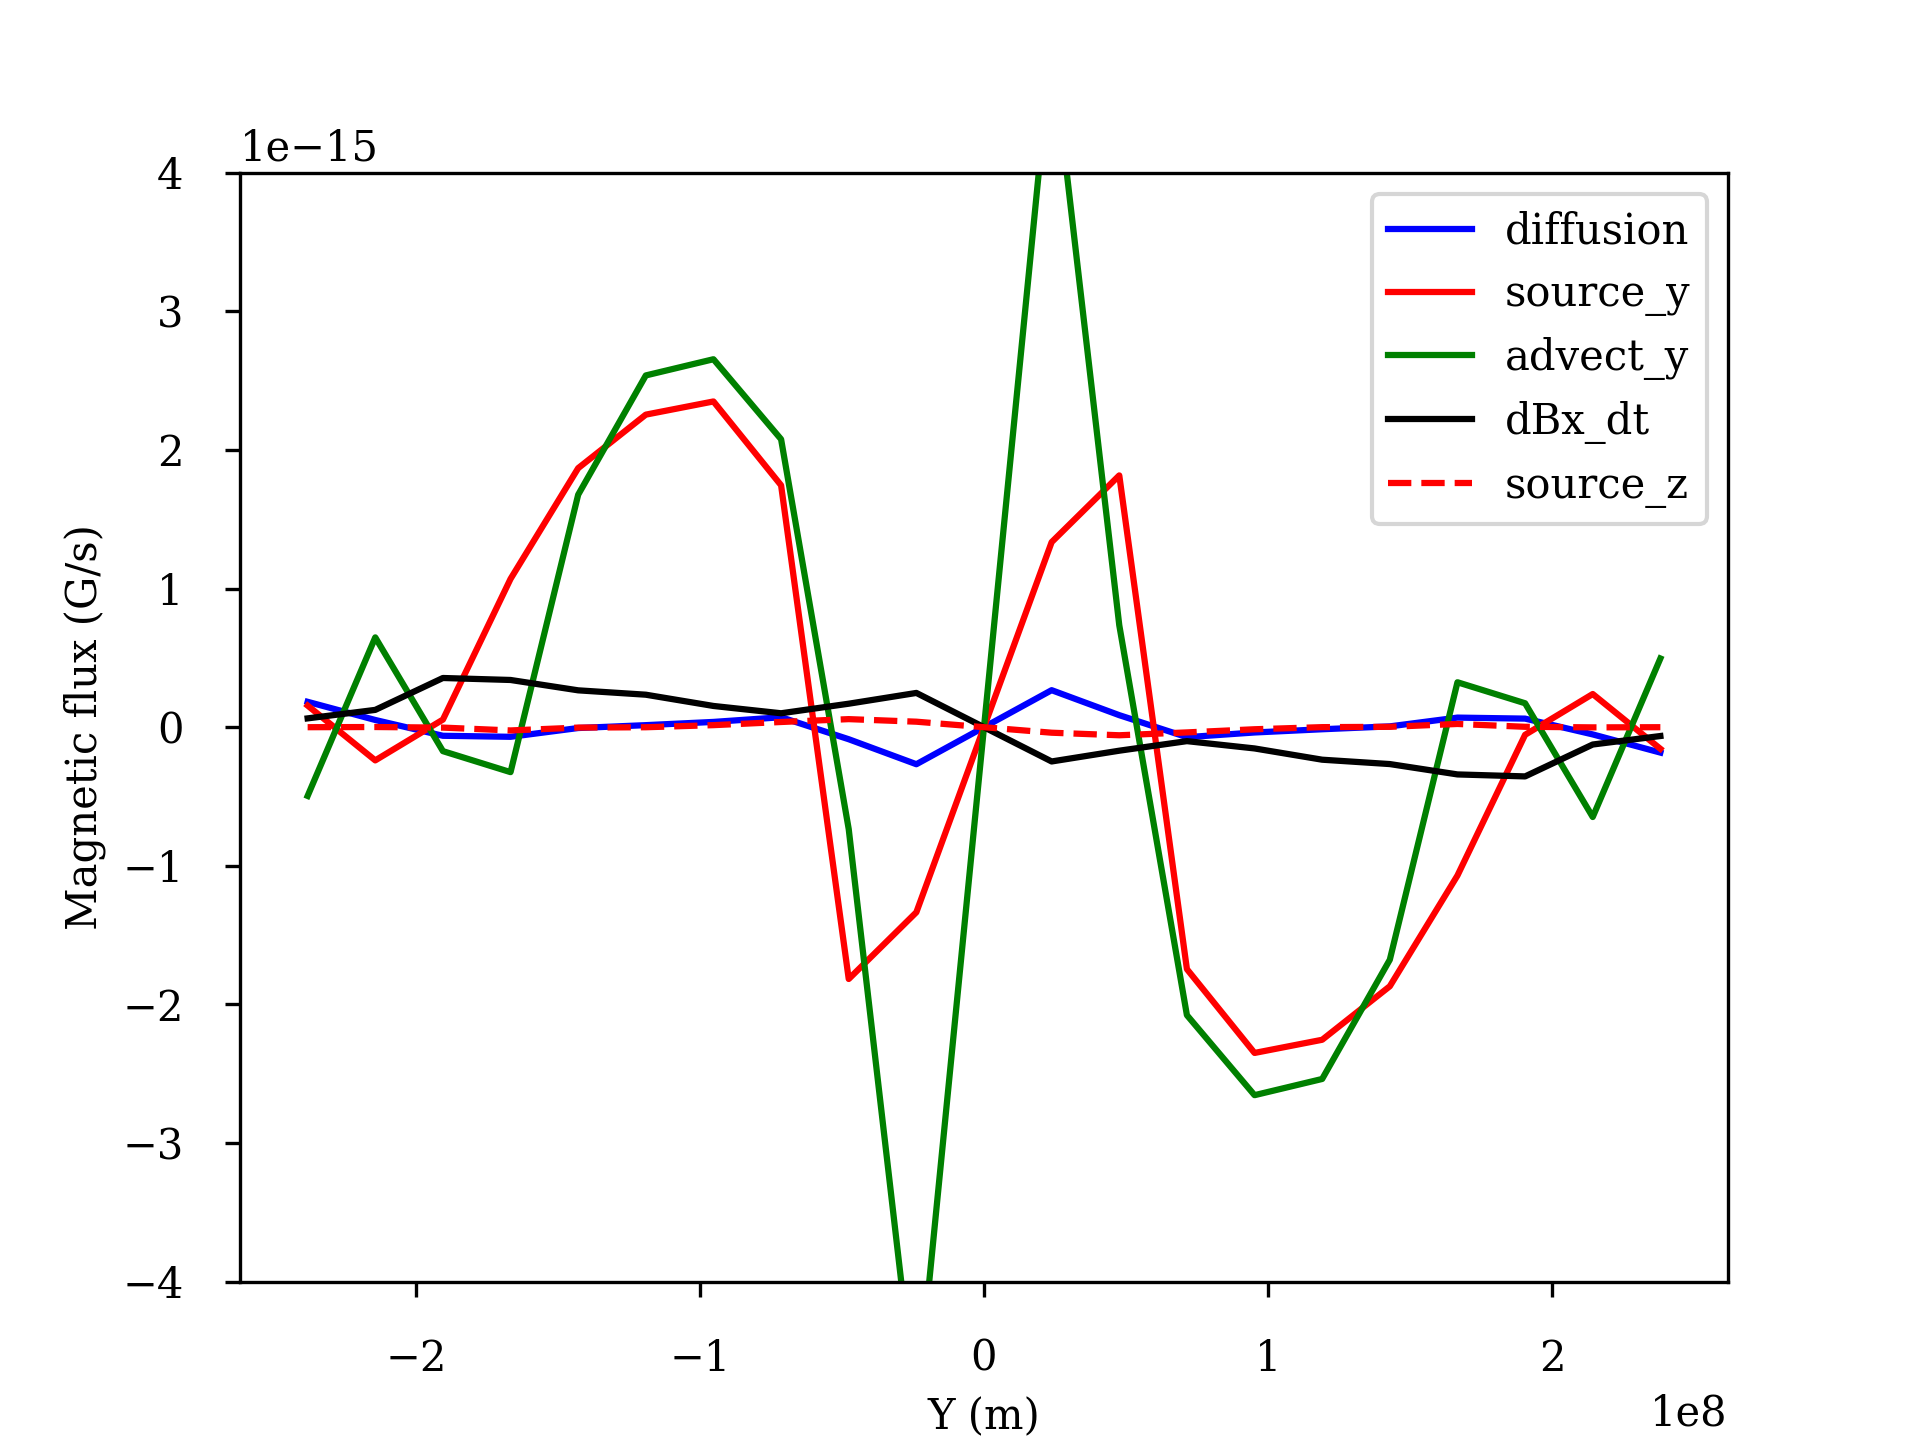 1e−15
4
3
2
1
0
−1
−2
−3
−4
Magnetic flux (G/s)
diffusion
source_y
advect_y
dBx_dt
source_z
−2
−1
0
1
2
Y (m)
1e8